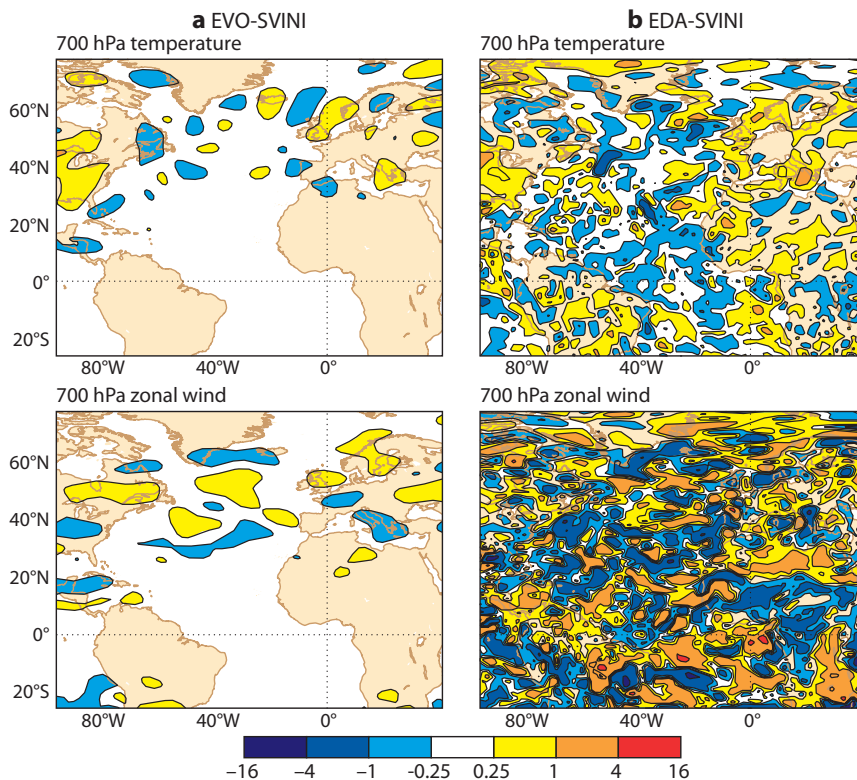 a EVO-SVINI
b EDA-SVINI
700 hPa temperature
700 hPa temperature
60°N
40°N
20°N
0°
20°S
80°W 40°W 0°
80°W 40°W 0°
700 hPa zonal wind
700 hPa zonal wind
60°N
40°N
20°N
0°
20°S
80°W 40°W 0°
80°W 40°W 0°
−16 −4 −1 −0.25 0.25 1 4 16